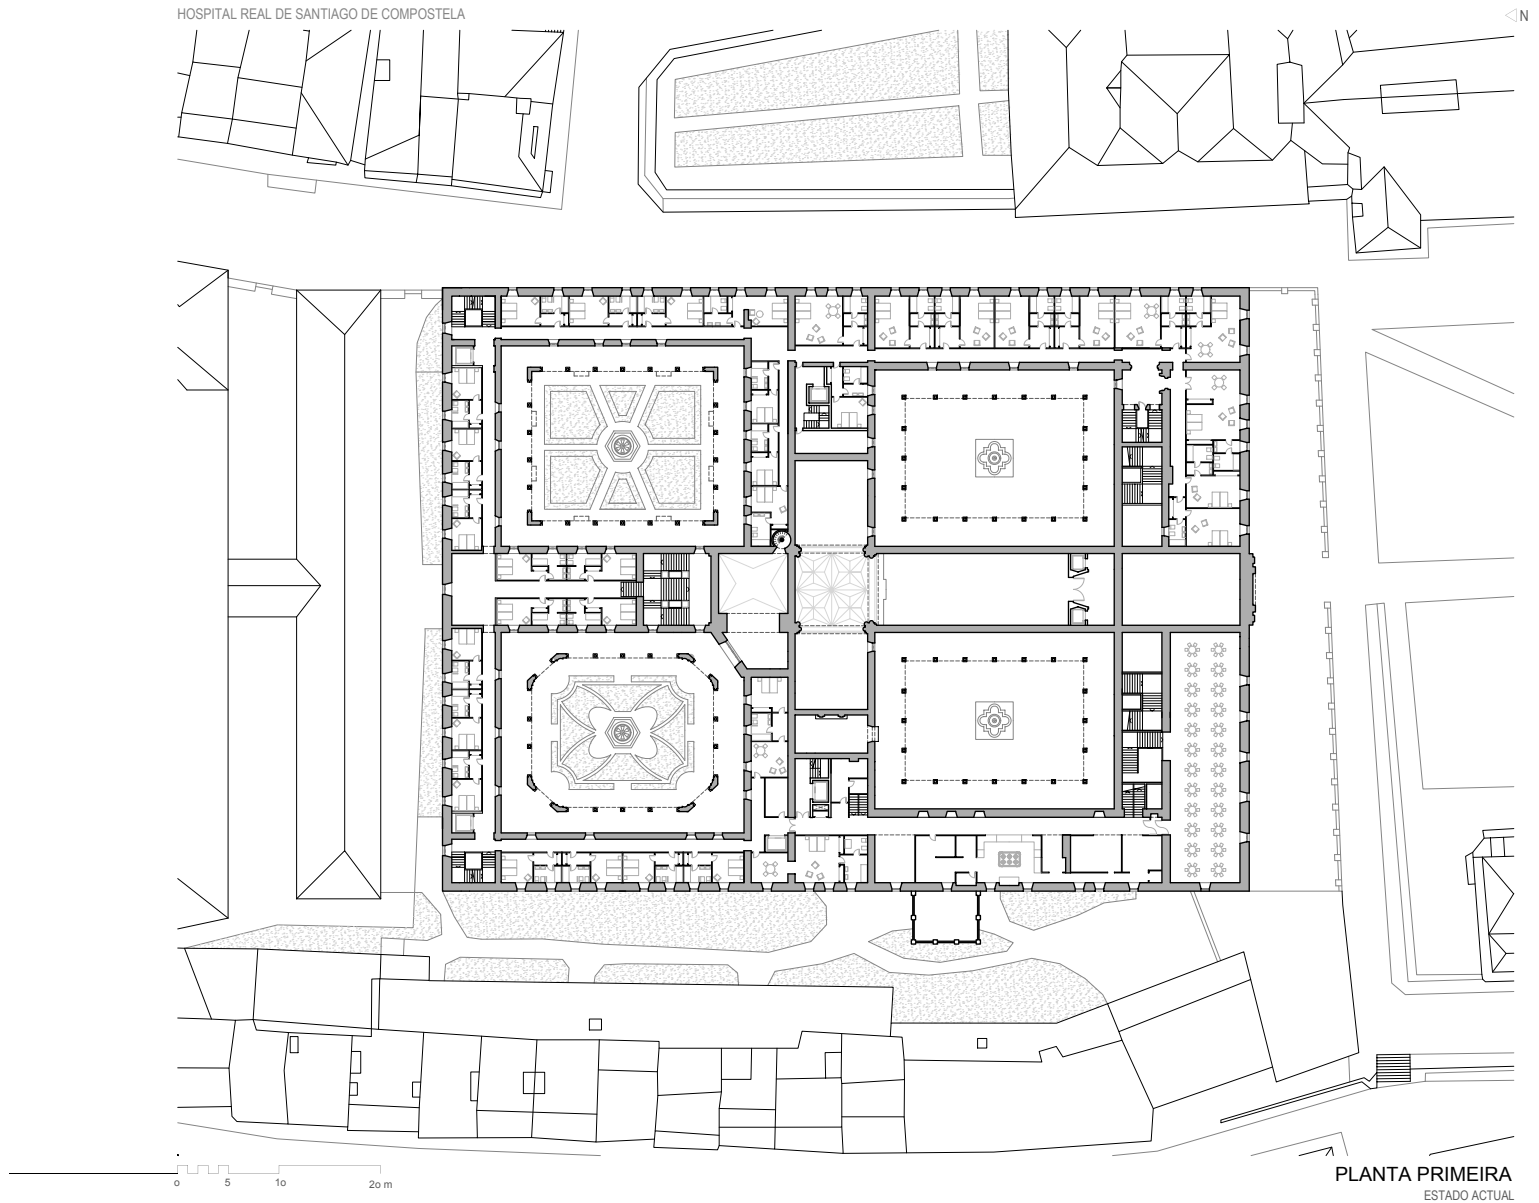 HOSPITAL REAL DE SANTIAGO DE COMPOSTELA
N
o 5 1o 2o m
PLANTA PRIMEIRA
ESTADO ACTUAL